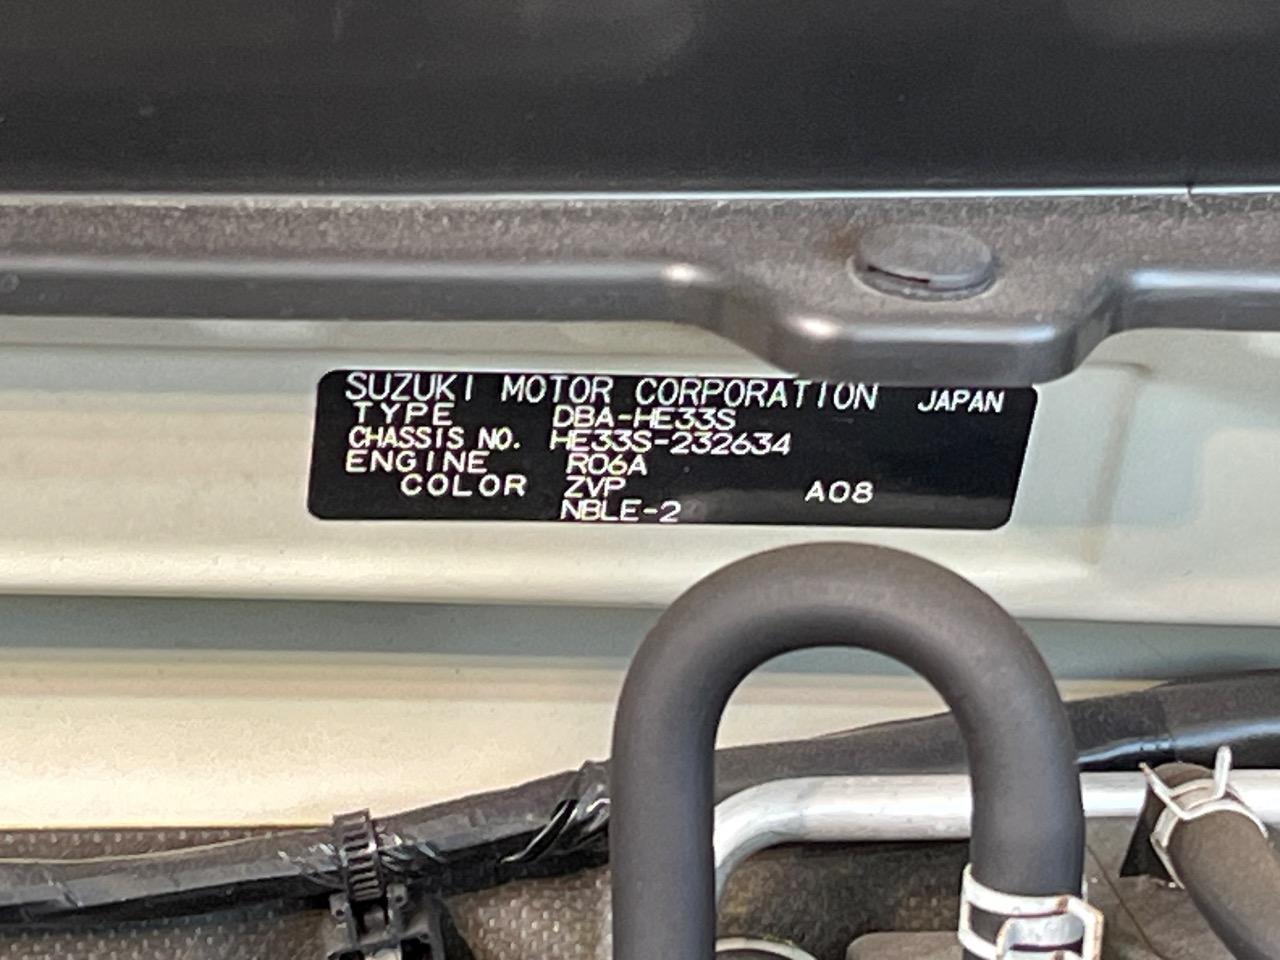 SUZUKI MOTOR CORPORATION JAPAN
TYPE DBA-HE33S
CHASSIS NO. HE33S-232634
ENGINE R06A
COLOR ZVP A08
NBLE-2